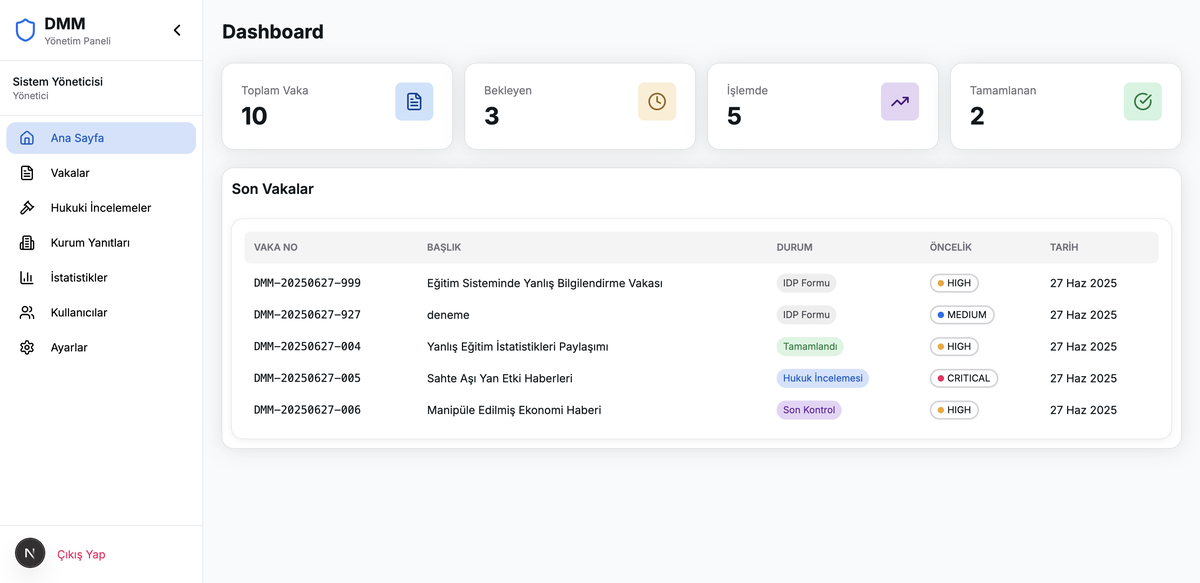 DMM
Yönetim Paneli
Sistem Yöneticisi
Yönetici
Ana Sayfa
Vakalar
Hukuki İncelemeler
Kurum Yanıtları
İstatistikler
Kullanıcılar
Ayarlar
N
Çıkış Yap
Dashboard
Toplam Vaka
10
Bekleyen
3
İşlemde
5
Tamamlanan
2
Son Vakalar
VAKA NO BAŞLIK DURUM ÖNCELİK TARİH
DMM-20250627-999 Eğitim Sisteminde Yanlış Bilgilendirme Vakası IDP Formu HIGH 27 Haz 2025
DMM-20250627-927 deneme IDP Formu MEDIUM 27 Haz 2025
DMM-20250627-004 Yanlış Eğitim İstatistikleri Paylaşımı Tamamlandı HIGH 27 Haz 2025
DMM-20250627-005 Sahte Aşı Yan Etki Haberleri Hukuk İncelemesi CRITICAL 27 Haz 2025
DMM-20250627-006 Manipüle Edilmiş Ekonomi Haberi Son Kontrol HIGH 27 Haz 2025